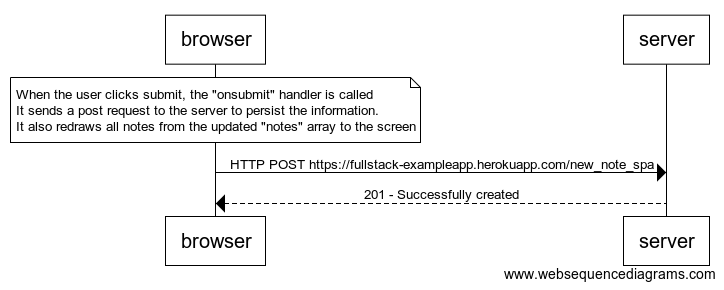 browser
server
When the user clicks submit, the "onsubmit" handler is called
It sends a post request to the server to persist the information.
It also redraws all notes from the updated "notes" array to the screen
HTTP POST https://fullstack-exampleapp.herokuapp.com/new_note_spa
201 - Successfully created
browser
server
www.websequencediagrams.com